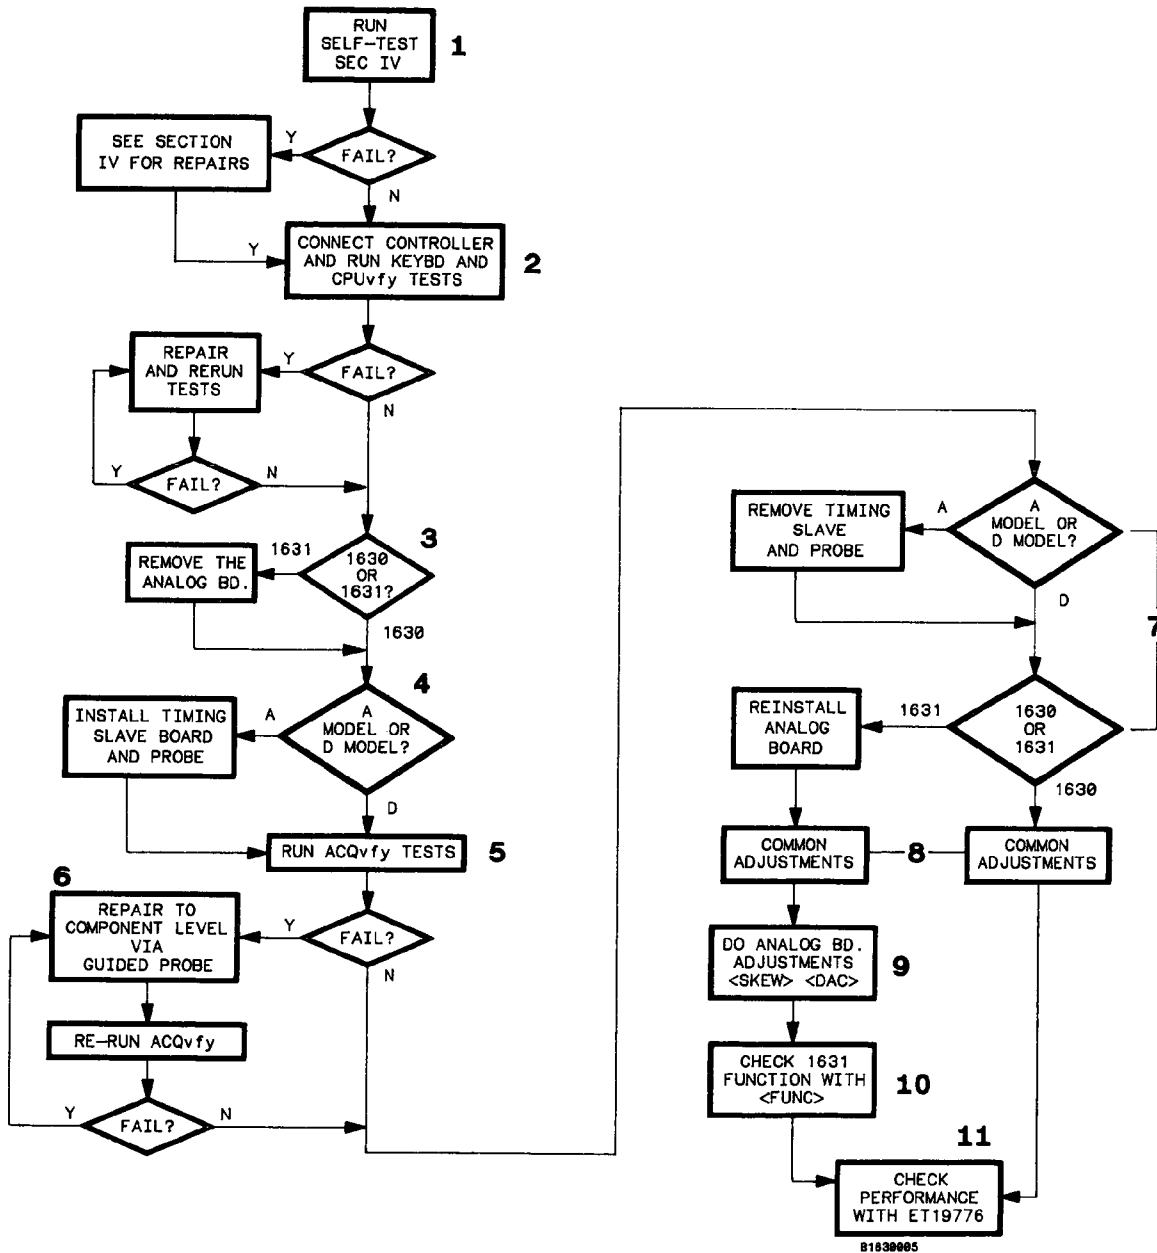 RUN
SELF-TEST
SEC IV
1
FAIL?
Y
N
SEE SECTION
IV FOR REPAIRS
Y
CONNECT CONTROLLER
AND RUN KEYBD AND
CPUvfy TESTS
2
FAIL?
Y
N
REPAIR
AND RERUN
TESTS
FAIL?
Y
N
3
1630
OR
1631?
1631
1630
REMOVE THE
ANALOG BD.
4
A
MODEL OR
D MODEL?
A
D
INSTALL TIMING
SLAVE BOARD
AND PROBE
RUN ACQvfy TESTS
5
FAIL?
Y
N
6
REPAIR TO
COMPONENT LEVEL
VIA
GUIDED PROBE
RE-RUN ACQvfy
FAIL?
Y
N
A
MODEL OR
D MODEL?
A
D
REMOVE TIMING
SLAVE
AND PROBE
7
1630
OR
1631
1631
1630
REINSTALL
ANALOG
BOARD
COMMON
ADJUSTMENTS
8
COMMON
ADJUSTMENTS
DO ANALOG BD.
ADJUSTMENTS
<SKEW> <DAC>
9
CHECK 1631
FUNCTION WITH
<FUNC>
10
11
CHECK
PERFORMANCE
WITH ET19776
B1630005